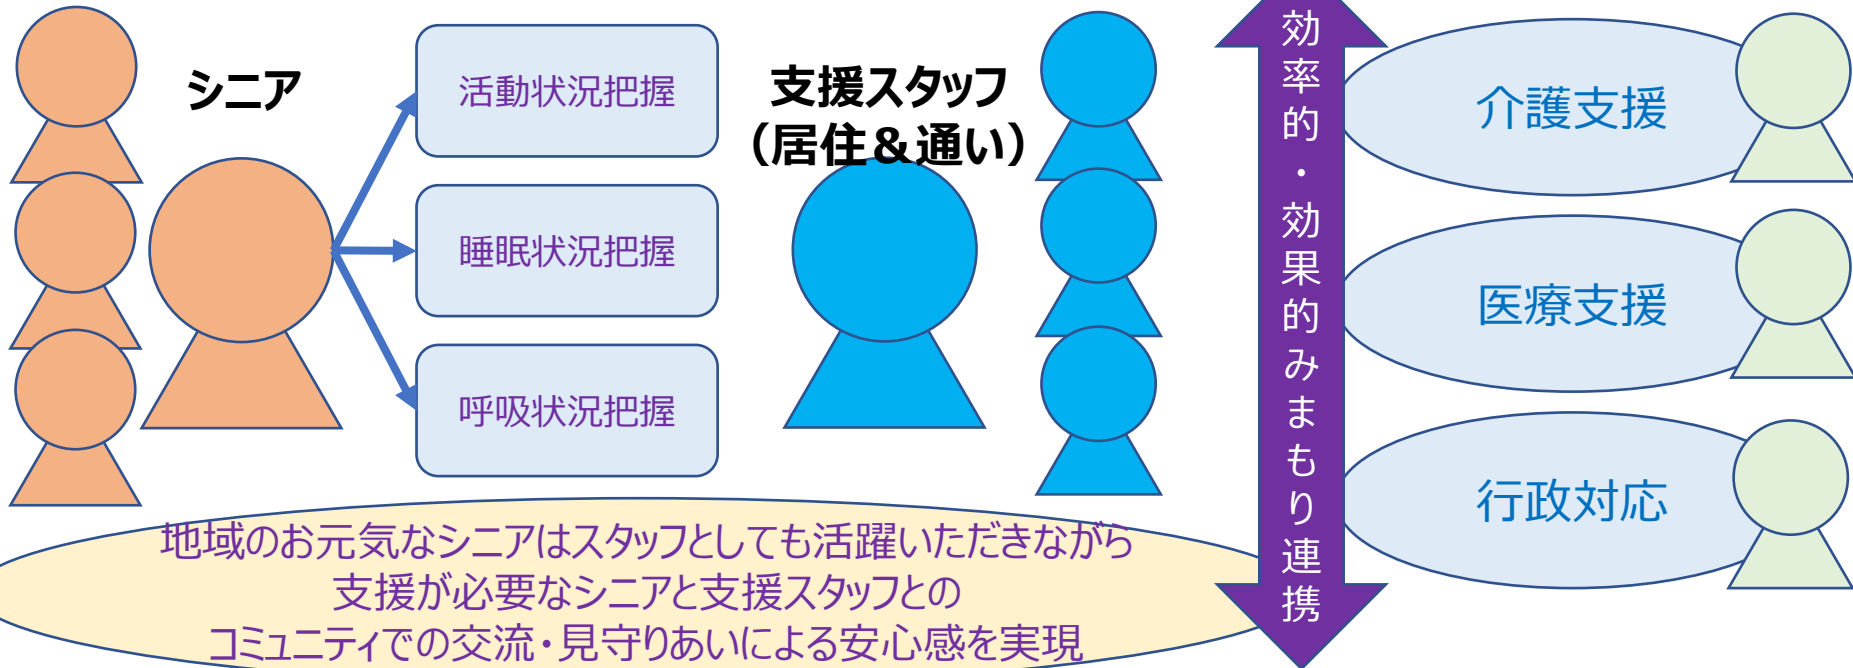 シニア
活動状況把握
睡眠状況把握
呼吸状況把握
支援スタッフ
（居住＆通い）
効率的・効果的みまもり連携
介護支援
医療支援
行政対応
地域のお元気なシニアはスタッフとしても活躍いただきながら
支援が必要なシニアと支援スタッフとの
コミュニティでの交流・見守りあいによる安心感を実現